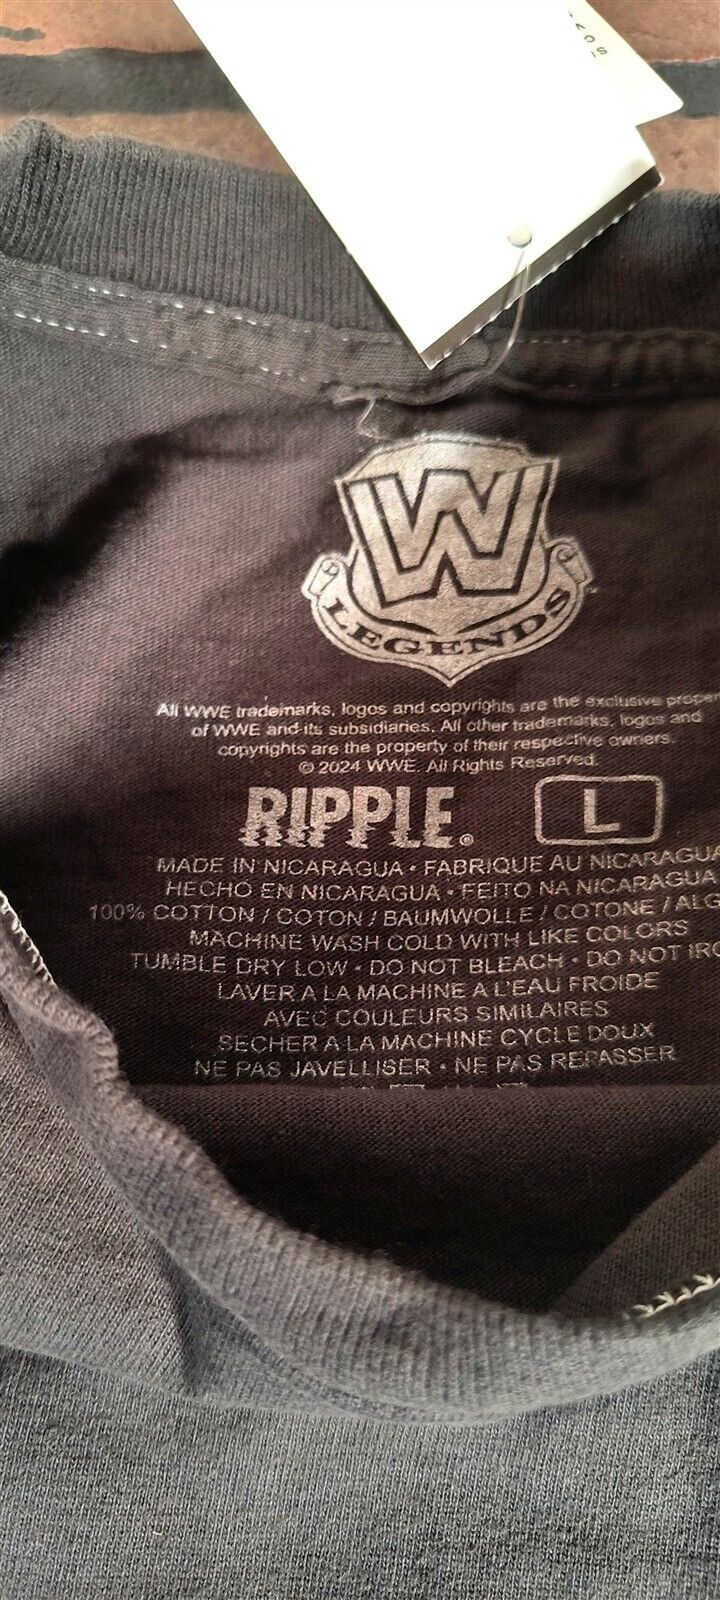 W
LEGENDS
All WWE trademarks, logos and copyrights are the exclusive
of WWE and its subsidiaries. All other trademarks, logos and
copyrights are the property of their respective owners.
© 2024 WWE. All Rights Reserved.
RIPPLE® L
MADE IN NICARAGUA • FABRIQUE AU NICARAGUA
HECHO EN NICARAGUA • FEITO NA NICARAGUA
100% COTTON / COTON / BAUMWOLLE / COTONE /
MACHINE WASH COLD WITH LIKE COLORS
TUMBLE DRY LOW • DO NOT BLEACH • DO NOT
LAVER A LA MACHINE A L'EAU FROIDE
AVEC COULEURS SIMILAIRES
SECHER A LA MACHINE CYCLE DOUX
NE PAS JAVELLISER • NE PAS REPASSER